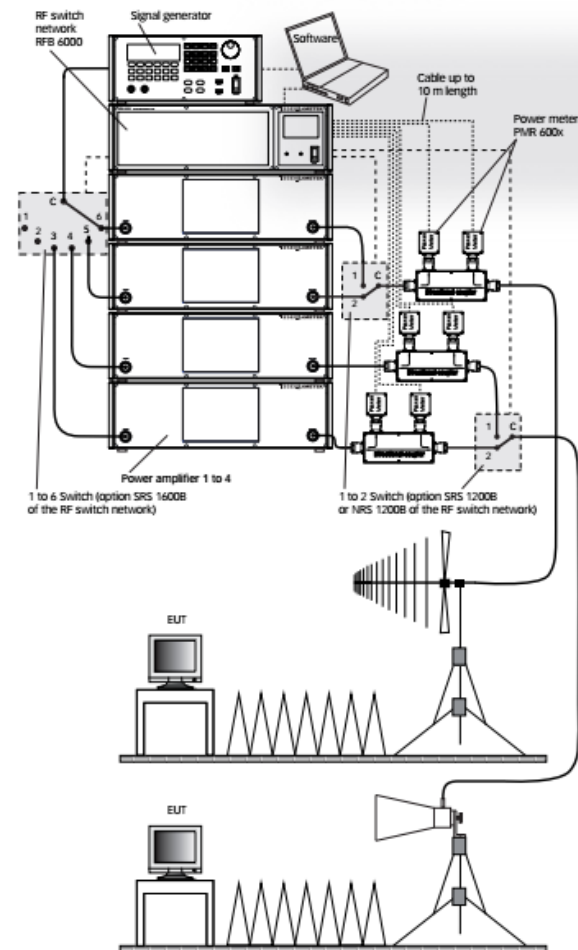 RF switch
network
RFB 6000
Signal generator
Software
Cable up to
10 m length
Power meter
PMR 600x
C
1
2
3
4
5
6
1
C
2
1
C
2
Power amplifier 1 to 4
1 to 6 Switch (option SRS 1600B
of the RF switch network)
1 to 2 Switch (option SRS 1200B
or NRS 1200B of the RF switch network)
EUT
EUT